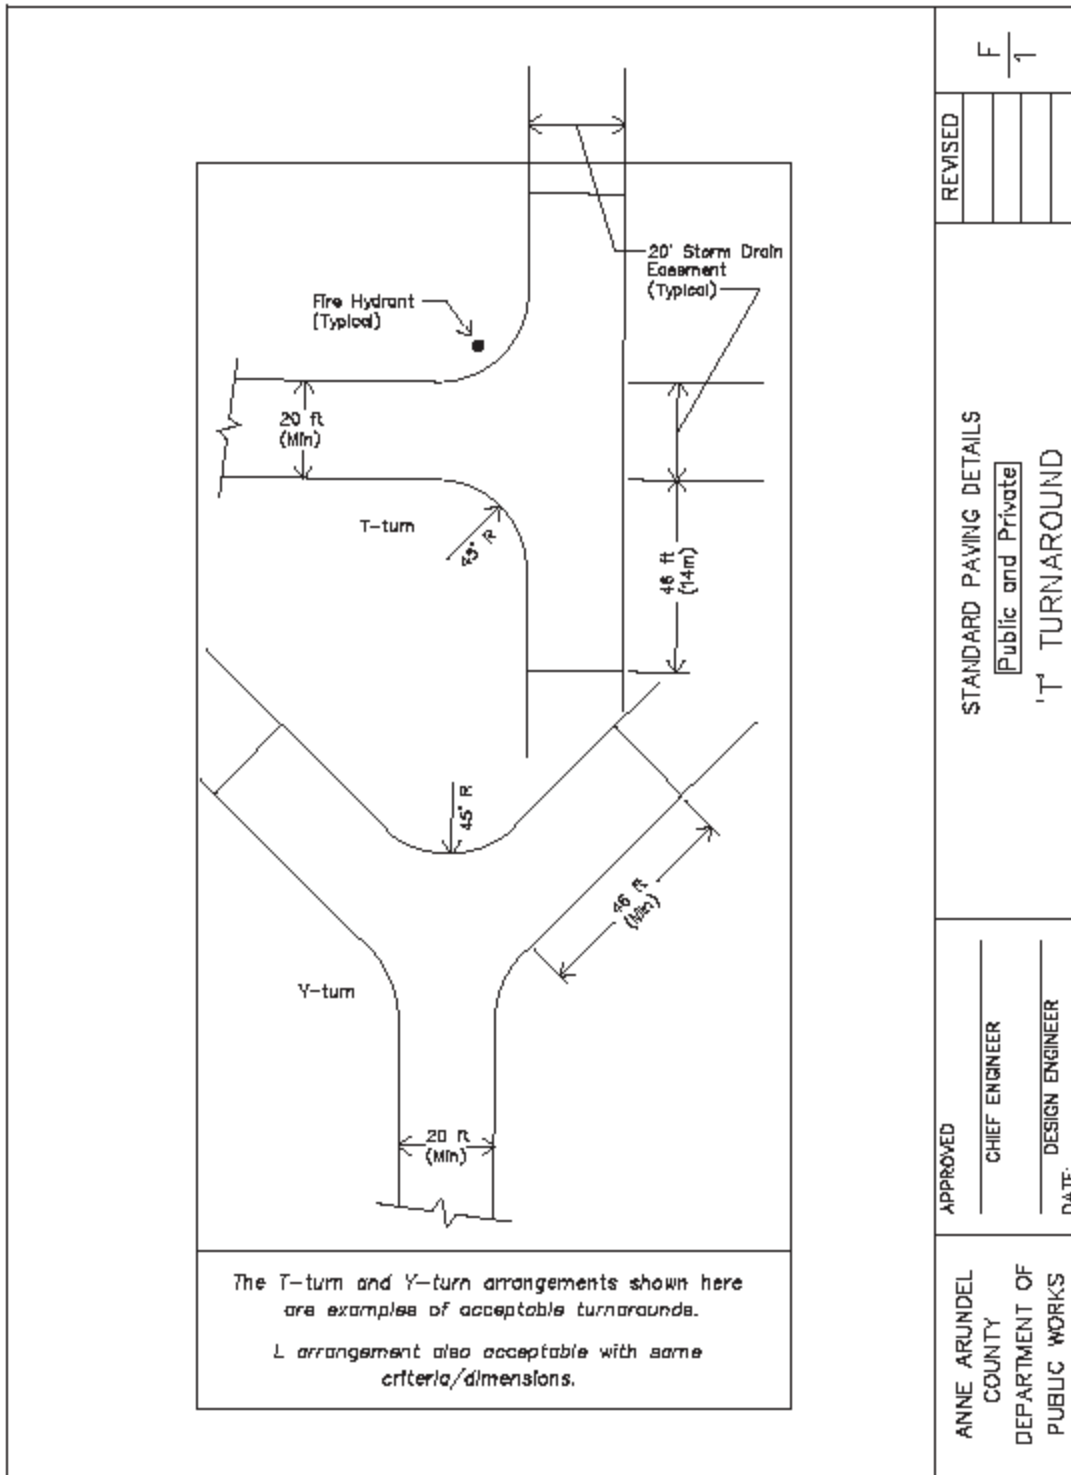 20' Storm Drain
Easement
(Typical)
Fire Hydrant
(Typical)
20 ft
(Min)
T-turn
45' R
46 ft
(14m)
45' R
46 ft
(Min)
Y-turn
20 ft
(Min)
The T-turn and Y-turn arrangements shown here
are examples of acceptable turnarounds.
L arrangement also acceptable with same
criteria/dimensions.
F
1
REVISED
STANDARD PAVING DETAILS
Public and Private
'T' TURNAROUND
APPROVED
CHIEF ENGINEER
DESIGN ENGINEER
DATE:
ANNE ARUNDEL
COUNTY
DEPARTMENT OF
PUBLIC WORKS